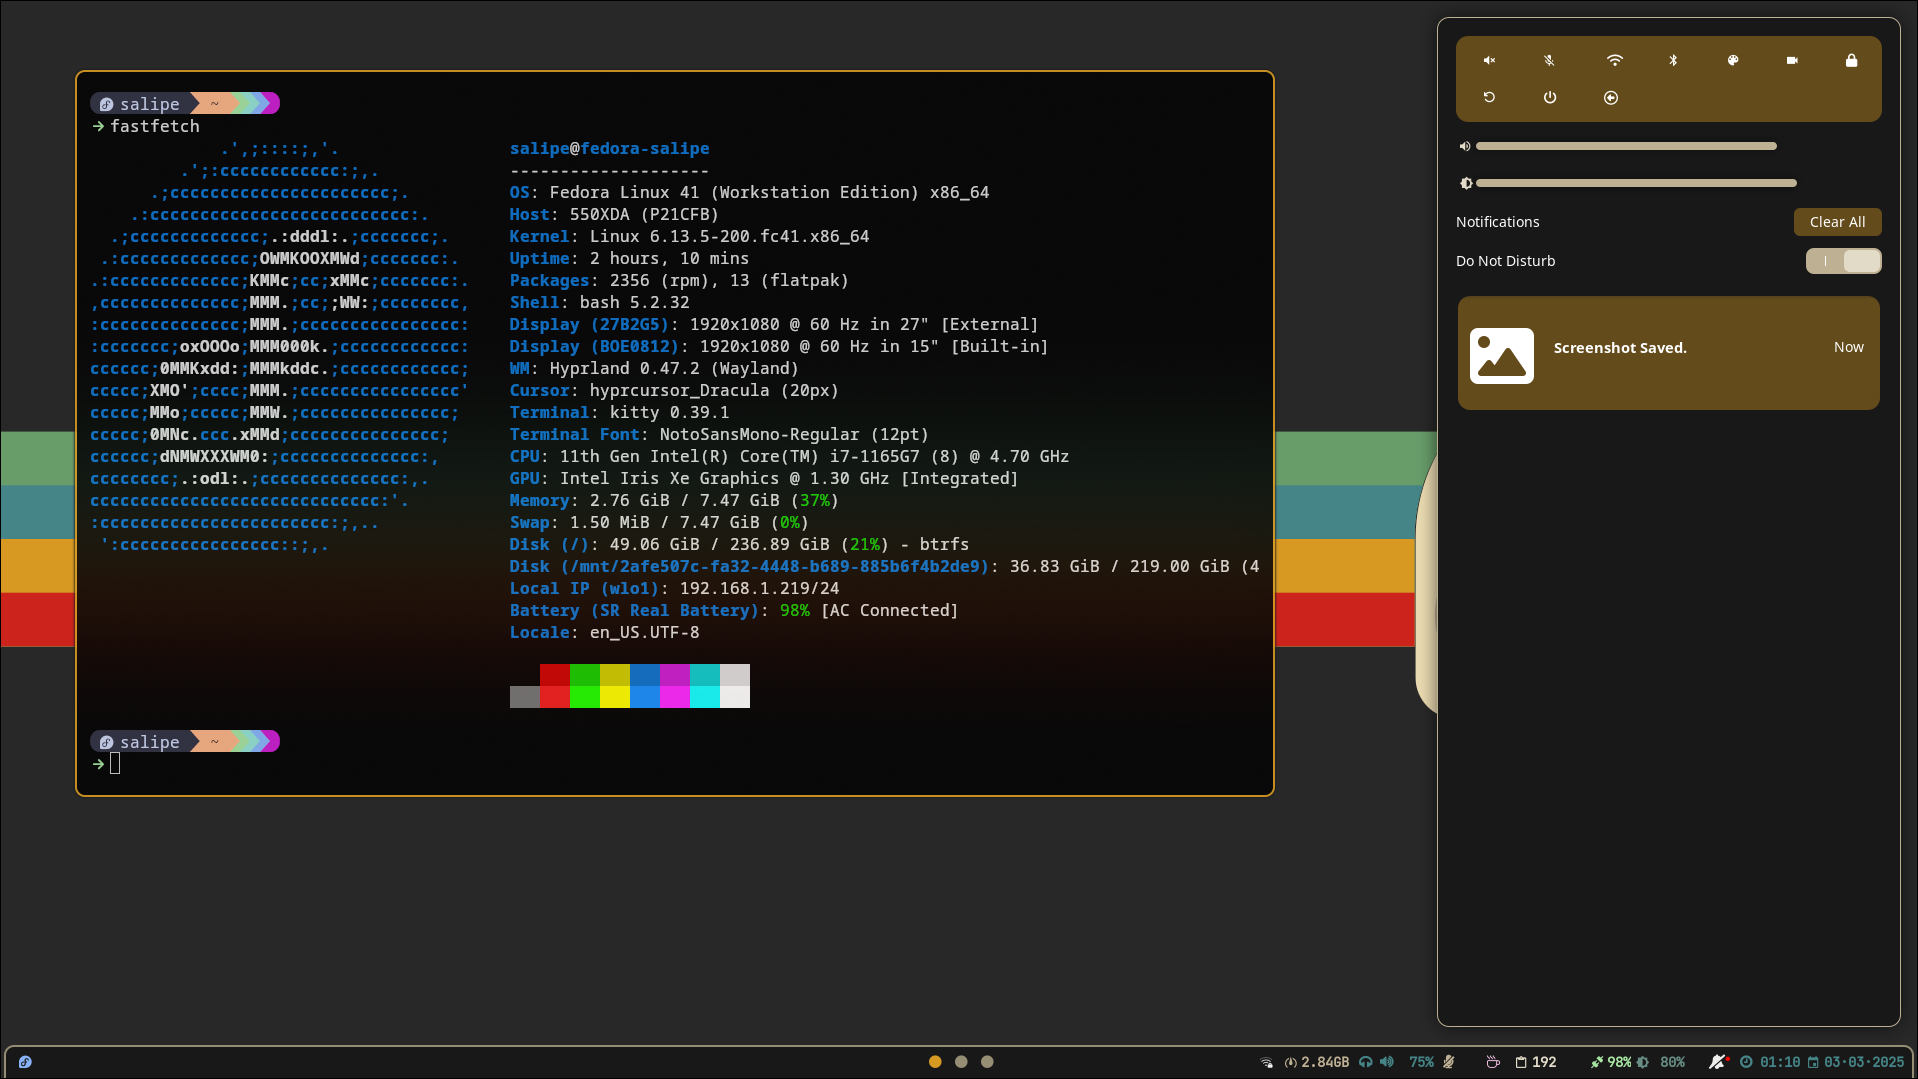 salipe ~
fastfetch
.',;::::;,'.
.';:cccccccccccc:;,.
.;cccccccccccccccccccccc;.
.:cccccccccccccccccccccccccc:.
.;ccccccccccccc;.:dddl:.;ccccccc;.
.:ccccccccccccc;OWMKOOXMWd;ccccccc:.
.:ccccccccccccc;KMMc;cc;xMMc;ccccccc:.
,cccccccccccccc;MMM.;cc;;WW:;cccccccc,
:cccccccccccccc;MMM.;cccccccccccccccc:
:ccccccc;oxOOOo;MMM000k.;cccccccccccc:
cccccc;0MMKxdd:;MMMkddc.;cccccccccccc;
ccccc;XMO';cccc;MMM.;cccccccccccccccc'
ccccc;MMo;ccccc;MMW.;ccccccccccccccc;
ccccc;0MNc.ccc.xMMd;ccccccccccccccc;
cccccc;dNMWXXXWM0:;cccccccccccccc:,
cccccccc;.:odl:.;cccccccccccccc:,.
ccccccccccccccccccccccccccccc:'.
:ccccccccccccccccccccccc:;,..
':cccccccccccccccc::;,.
salipe@fedora-salipe
--------------------
OS: Fedora Linux 41 (Workstation Edition) x86_64
Host: 550XDA (P21CFB)
Kernel: Linux 6.13.5-200.fc41.x86_64
Uptime: 2 hours, 10 mins
Packages: 2356 (rpm), 13 (flatpak)
Shell: bash 5.2.32
Display (27B2G5): 1920x1080 @ 60 Hz in 27" [External]
Display (BOE0812): 1920x1080 @ 60 Hz in 15" [Built-in]
WM: Hyprland 0.47.2 (Wayland)
Cursor: hyprcursor_Dracula (20px)
Terminal: kitty 0.39.1
Terminal Font: NotoSansMono-Regular (12pt)
CPU: 11th Gen Intel(R) Core(TM) i7-1165G7 (8) @ 4.70 GHz
GPU: Intel Iris Xe Graphics @ 1.30 GHz [Integrated]
Memory: 2.76 GiB / 7.47 GiB (37%)
Swap: 1.50 MiB / 7.47 GiB (0%)
Disk (/): 49.06 GiB / 236.89 GiB (21%) - btrfs
Disk (/mnt/2afe507c-fa32-4448-b689-885b6f4b2de9): 36.83 GiB / 219.00 GiB (4
Local IP (wlo1): 192.168.1.219/24
Battery (SR Real Battery): 98% [AC Connected]
Locale: en_US.UTF-8
salipe ~
Notifications
Clear All
Do Not Disturb
Screenshot Saved.
Now
2.84GB 75% 192 98% 80% 01:10 03·03·2025